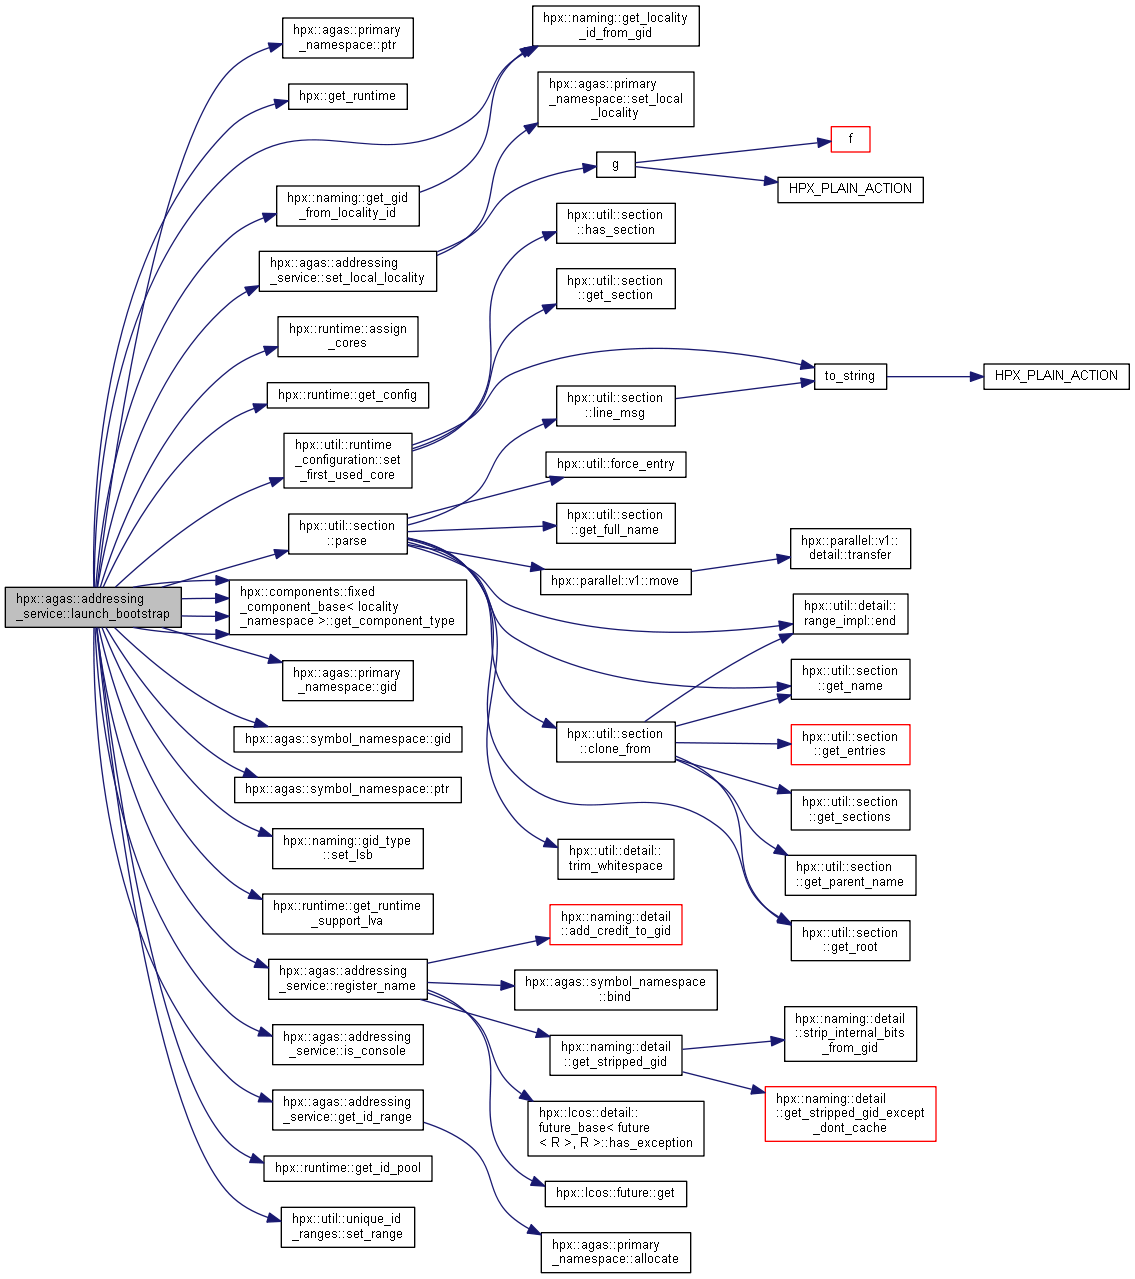 hpx::agas::addressing
_service::launch_bootstrap
hpx::agas::primary
_namespace::ptr
hpx::get_runtime
hpx::naming::get_gid
_from_locality_id
hpx::agas::addressing
_service::set_local_locality
hpx::runtime::assign
_cores
hpx::runtime::get_config
hpx::util::runtime
_configuration::set
_first_used_core
hpx::util::section
::parse
hpx::components::fixed
_component_base< locality
_namespace >::get_component_type
hpx::agas::primary
_namespace::gid
hpx::agas::symbol_namespace::gid
hpx::agas::symbol_namespace::ptr
hpx::naming::gid_type
::set_lsb
hpx::runtime::get_runtime
_support_lva
hpx::agas::addressing
_service::register_name
hpx::agas::addressing
_service::is_console
hpx::agas::addressing
_service::get_id_range
hpx::runtime::get_id_pool
hpx::util::unique_id
_ranges::set_range
hpx::naming::get_locality
_id_from_gid
hpx::agas::primary
_namespace::set_local
_locality
g
hpx::util::section
::has_section
hpx::util::section
::get_section
hpx::util::section
::line_msg
hpx::util::force_entry
hpx::util::section
::get_full_name
hpx::parallel::v1::move
hpx::util::section
::clone_from
hpx::util::detail::
trim_whitespace
hpx::naming::detail
::add_credit_to_gid
hpx::agas::symbol_namespace
::bind
hpx::naming::detail
::get_stripped_gid
hpx::lcos::detail::
future_base< future
< R >, R >::has_exception
hpx::lcos::future::get
hpx::agas::primary
_namespace::allocate
f
HPX_PLAIN_ACTION
to_string
HPX_PLAIN_ACTION
hpx::parallel::v1::
detail::transfer
hpx::util::detail::
range_impl::end
hpx::util::section
::get_name
hpx::util::section
::get_entries
hpx::util::section
::get_sections
hpx::util::section
::get_parent_name
hpx::util::section
::get_root
hpx::naming::detail
::strip_internal_bits
_from_gid
hpx::naming::detail
::get_stripped_gid_except
_dont_cache